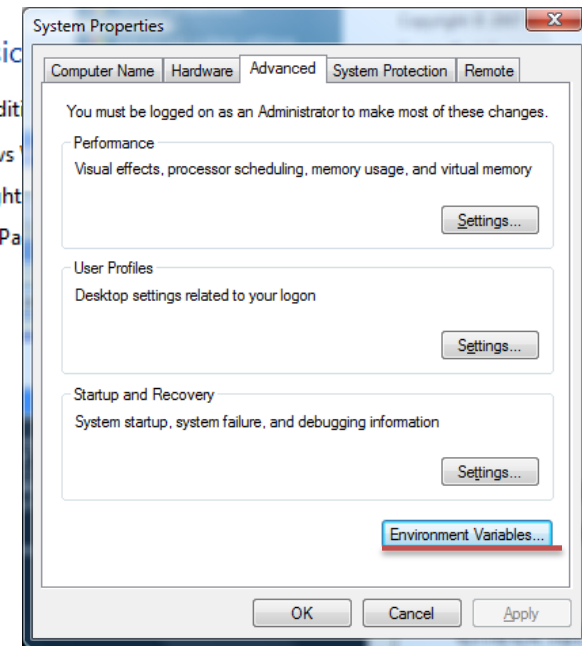 System Properties
Computer Name Hardware Advanced System Protection Remote
You must be logged on as an Administrator to make most of these changes.
Performance
Visual effects, processor scheduling, memory usage, and virtual memory
Settings...
User Profiles
Desktop settings related to your logon
Settings...
Startup and Recovery
System startup, system failure, and debugging information
Settings...
Environment Variables...
OK Cancel Apply